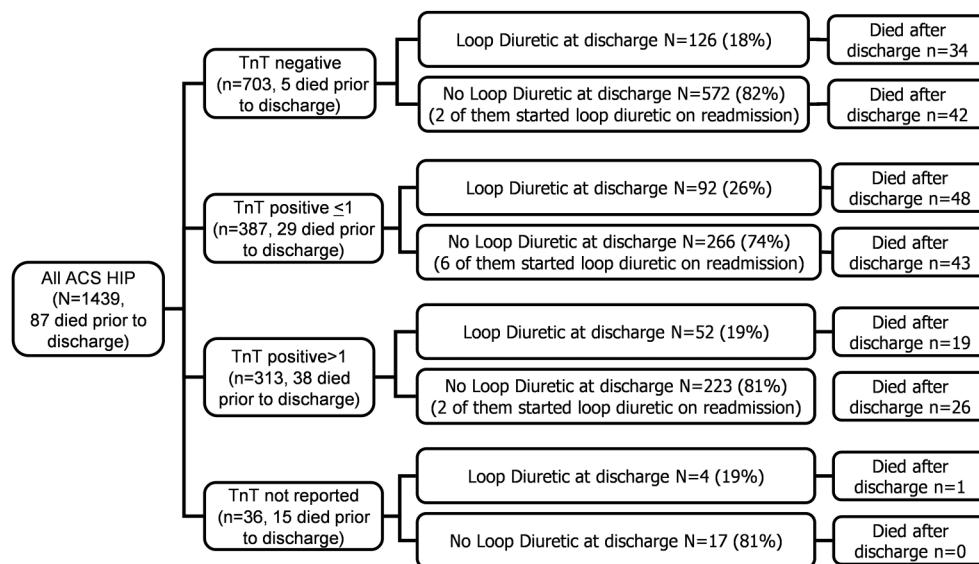 All ACS HIP
(N=1439,
87 died prior to
discharge)
TnT negative
(n=703, 5 died prior
to discharge)
Loop Diuretic at discharge N=126 (18%)
Died after
discharge n=34
No Loop Diuretic at discharge N=572 (82%)
(2 of them started loop diuretic on readmission)
Died after
discharge n=42
TnT positive ≤1
(n=387, 29 died prior
to discharge)
Loop Diuretic at discharge N=92 (26%)
Died after
discharge n=48
No Loop Diuretic at discharge N=266 (74%)
(6 of them started loop diuretic on readmission)
Died after
discharge n=43
TnT positive>1
(n=313, 38 died
prior to discharge)
Loop Diuretic at discharge N=52 (19%)
Died after
discharge n=19
No Loop Diuretic at discharge N=223 (81%)
(2 of them started loop diuretic on readmission)
Died after
discharge n=26
TnT not reported
(n=36, 15 died prior
to discharge)
Loop Diuretic at discharge N=4 (19%)
Died after
discharge n=1
No Loop Diuretic at discharge N=17 (81%)
Died after
discharge n=0